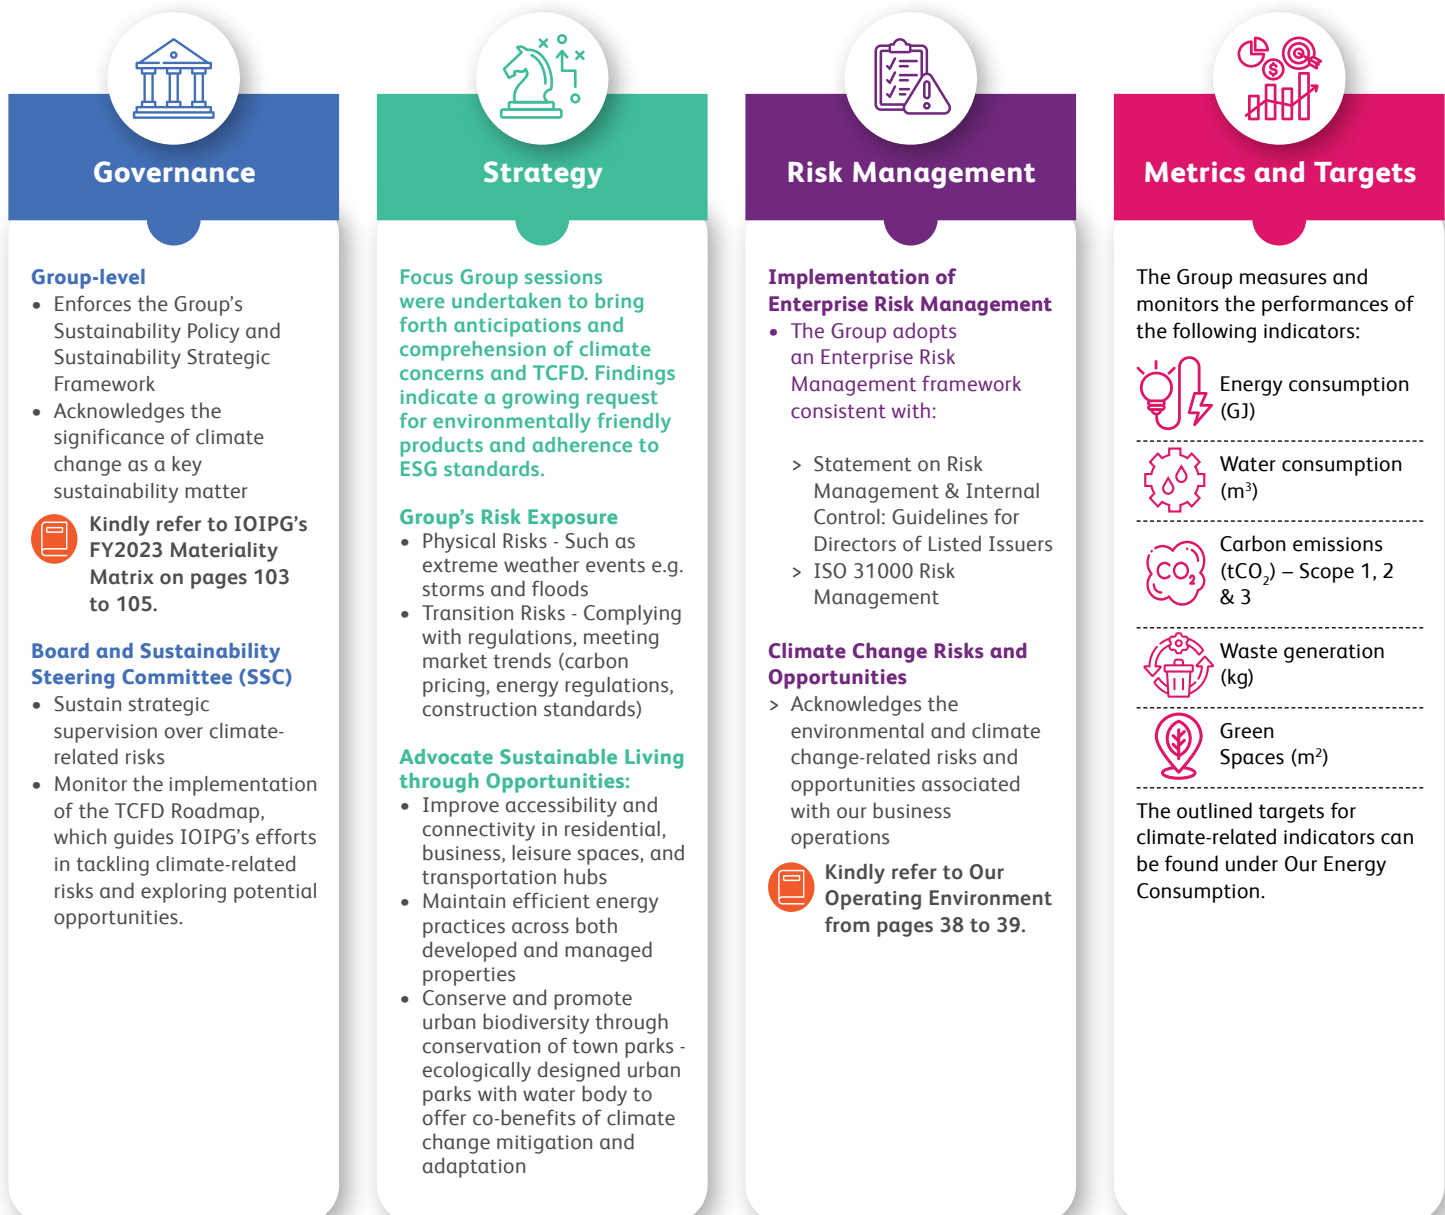 Governance
Group-level
• Enforces the Group's
Sustainability Policy and
Sustainability Strategic
Framework
• Acknowledges the
significance of climate
change as a key
sustainability matter
Kindly refer to IOIPG's
FY2023 Materiality
Matrix on pages 103
to 105.
Board and Sustainability
Steering Committee (SSC)
• Sustain strategic
supervision over climate-
related risks
• Monitor the implementation
of the TCFD Roadmap,
which guides IOIPG's efforts
in tackling climate-related
risks and exploring potential
opportunities.
Strategy
Focus Group sessions
were undertaken to bring
forth anticipations and
comprehension of climate
concerns and TCFD. Findings
indicate a growing request
for environmentally friendly
products and adherence to
ESG standards.
Group's Risk Exposure
• Physical Risks - Such as
extreme weather events e.g.
storms and floods
• Transition Risks - Complying
with regulations, meeting
market trends (carbon
pricing, energy regulations,
construction standards)
Advocate Sustainable Living
through Opportunities:
• Improve accessibility and
connectivity in residential,
business, leisure spaces, and
transportation hubs
• Maintain efficient energy
practices across both
developed and managed
properties
• Conserve and promote
urban biodiversity through
conservation of town parks -
ecologically designed urban
parks with water body to
offer co-benefits of climate
change mitigation and
adaptation
Risk Management
Implementation of
Enterprise Risk Management
• The Group adopts
an Enterprise Risk
Management framework
consistent with:
> Statement on Risk
Management & Internal
Control: Guidelines for
Directors of Listed Issuers
> ISO 31000 Risk
Management
Climate Change Risks and
Opportunities
> Acknowledges the
environmental and climate
change-related risks and
opportunities associated
with our business
operations
Kindly refer to Our
Operating Environment
from pages 38 to 39.
$
Metrics and Targets
The Group measures and
monitors the performances of
the following indicators:
Energy consumption
(GJ)
Water consumption
(m³)
CO₂
Carbon emissions
(tCO₂) – Scope 1, 2
& 3
Waste generation
(kg)
Green
Spaces (m²)
The outlined targets for
climate-related indicators can
be found under Our Energy
Consumption.